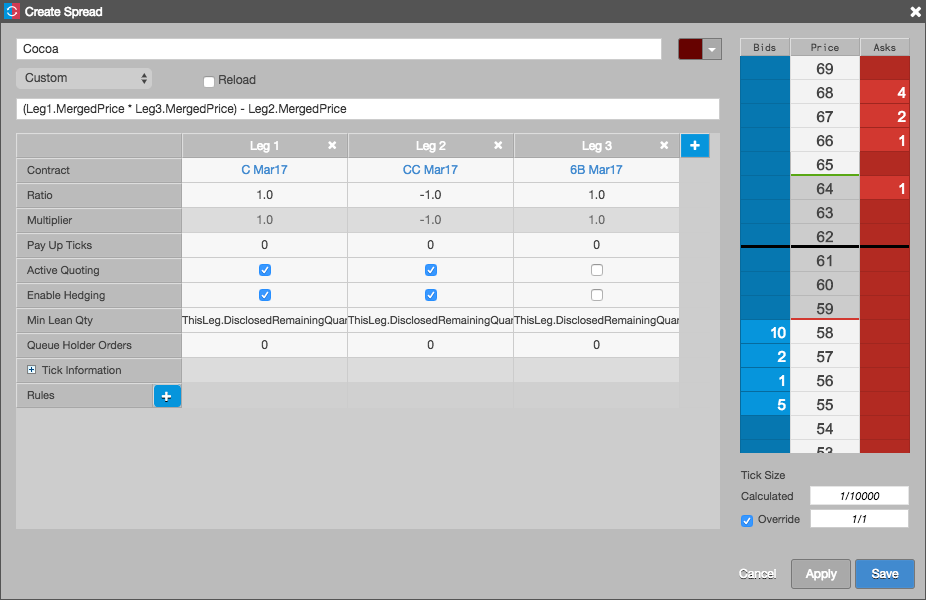 Create Spread
Cocoa
Custom
Reload
(Leg1.MergedPrice * Leg3.MergedPrice) - Leg2.MergedPrice
Leg 1 Leg 2 Leg 3
Contract C Mar17 CC Mar17 6B Mar17
Ratio 1.0 -1.0 1.0
Multiplier 1.0 -1.0 1.0
Pay Up Ticks 0 0 0
Active Quoting
Enable Hedging
Min Lean Qty ThisLeg.DisclosedRemainingQuar ThisLeg.DisclosedRemainingQuar ThisLeg.DisclosedRemainingQuar
Queue Holder Orders 0 0 0
Tick Information
Rules
Bids Price Asks
69
68 4
67 2
66 1
65
64 1
63
62
61
60
59
10 58
2 57
1 56
5 55
54
53
Tick Size
Calculated 1/10000
Override 1/1
Cancel Apply Save